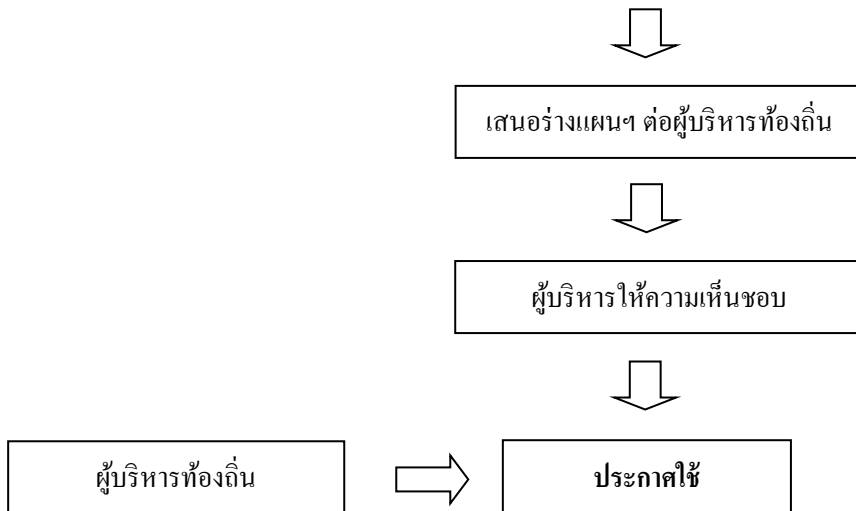 เสนอร่างแผนฯ ต่อผู้บริหารท้องถิ่น
ผู้บริหารให้ความเห็นชอบ
ผู้บริหารท้องถิ่น
ประกาศใช้